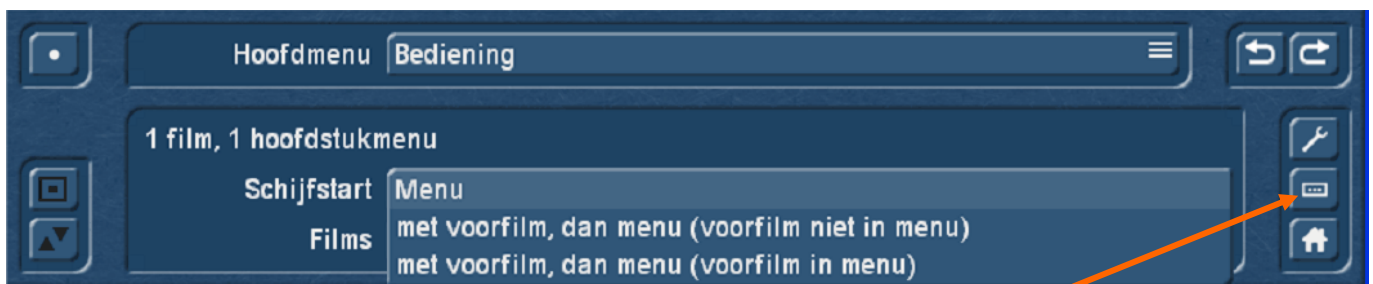 Hoofdmenu Bediening
1 film, 1 hoofdstukmenu
Schijfstart Menu
met voorfilm, dan menu (voorfilm niet in menu)
Films
met voorfilm, dan menu (voorfilm in menu)